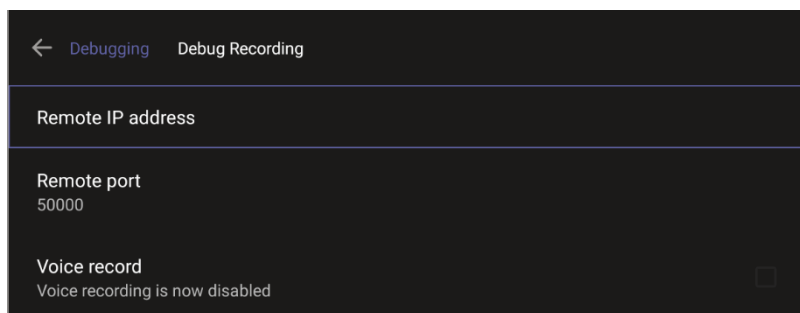 Debugging Debug Recording
Remote IP address
Remote port
50000
Voice record
Voice recording is now disabled